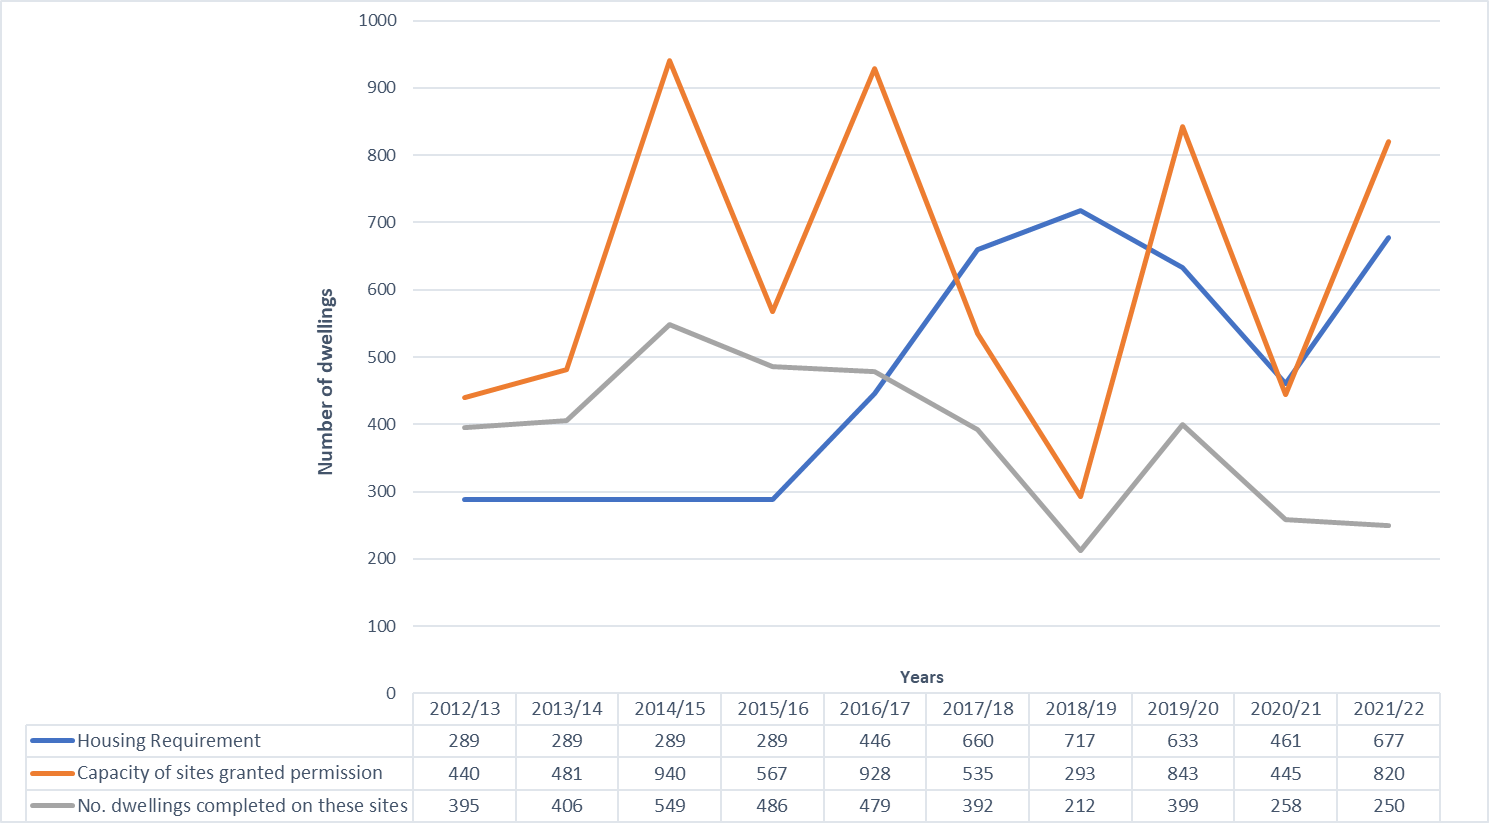 1000
900
800
700
600
500
400
300
200
100
0
Number of dwellings
Years
2012/13 2013/14 2014/15 2015/16 2016/17 2017/18 2018/19 2019/20 2020/21 2021/22
Housing Requirement 289 289 289 289 446 660 717 633 461 677
Capacity of sites granted permission 440 481 940 567 928 535 293 843 445 820
No. dwellings completed on these sites 395 406 549 486 479 392 212 399 258 250